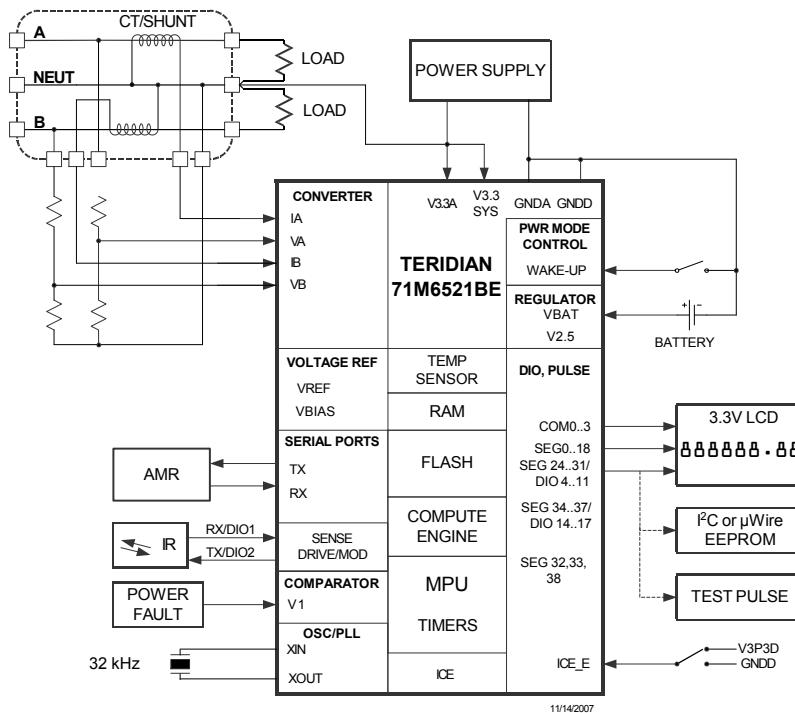 CT/SHUNT
A
NEUT
B
LOAD
LOAD
POWER SUPPLY
CONVERTER
IA
VA
IB
VB
TERIDIAN
71M6521BE
V3.3A
V3.3
SYS
GNDA GNDD
PWR MODE
CONTROL
WAKE-UP
REGULATOR
VBAT
V2.5
+ −
BATTERY
VOLTAGE REF
VREF
VBIAS
TEMP
SENSOR
RAM
DIO, PULSE
COM0..3
SEG0..18
SEG 24..31/
DIO 4..11
SEG 34..37/
DIO 14..17
SEG 32,33,
38
3.3V LCD
888888.88
I²C or µWire
EEPROM
TEST PULSE
SERIAL PORTS
TX
RX
AMR
FLASH
COMPUTE
ENGINE
IR
RX/DIO1
TX/DIO2
SENSE
DRIVE/MOD
COMPARATOR
V1
POWER
FAULT
MPU
TIMERS
OSC/PLL
XIN
XOUT
32 kHz
ICE
ICE_E
V3P3D
GNDD
11/14/2007